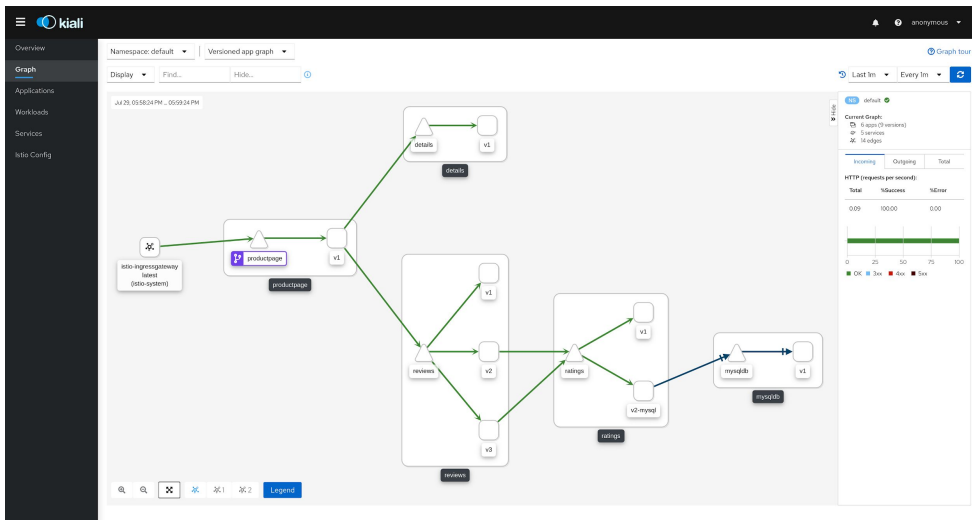 kiali
anonymous
Overview
Graph
Applications
Workloads
Services
Istio Config
Namespace: default
Versioned app graph
Graph tour
Display
Find...
Hide...
Last 1m
Every 1m
Jul 29, 05:58:24 PM ... 05:59:24 PM
Hide
details
v1
details
istio-ingressgateway
latest
(istio-system)
productpage
v1
productpage
v1
reviews
v2
v3
reviews
v1
ratings
v2-mysql
ratings
mysqldb
v1
mysqldb
1
2
Legend
NS default
Current Graph:
6 apps (9 versions)
5 services
14 edges
Incoming
Outgoing
Total
HTTP (requests per second):
Total %Success %Error
0.09 100.00 0.00
0 25 50 75 100
OK 3xx 4xx 5xx